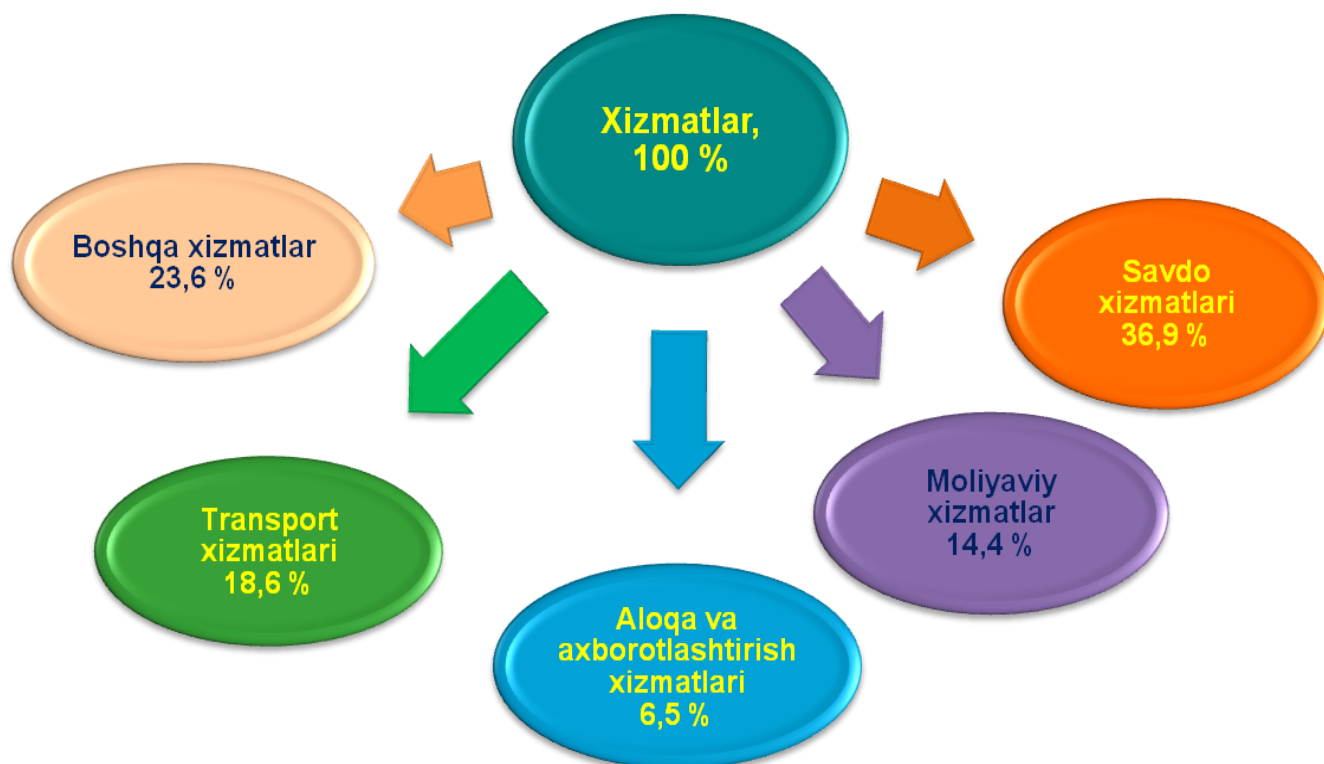 Xizmatlar,
100 %
Boshqa xizmatlar
23,6 %
Savdo
xizmatlari
36,9 %
Transport
xizmatlari
18,6 %
Moliyaviy
xizmatlar
14,4 %
Aloqa va
axborotlashtirish
xizmatlari
6,5 %